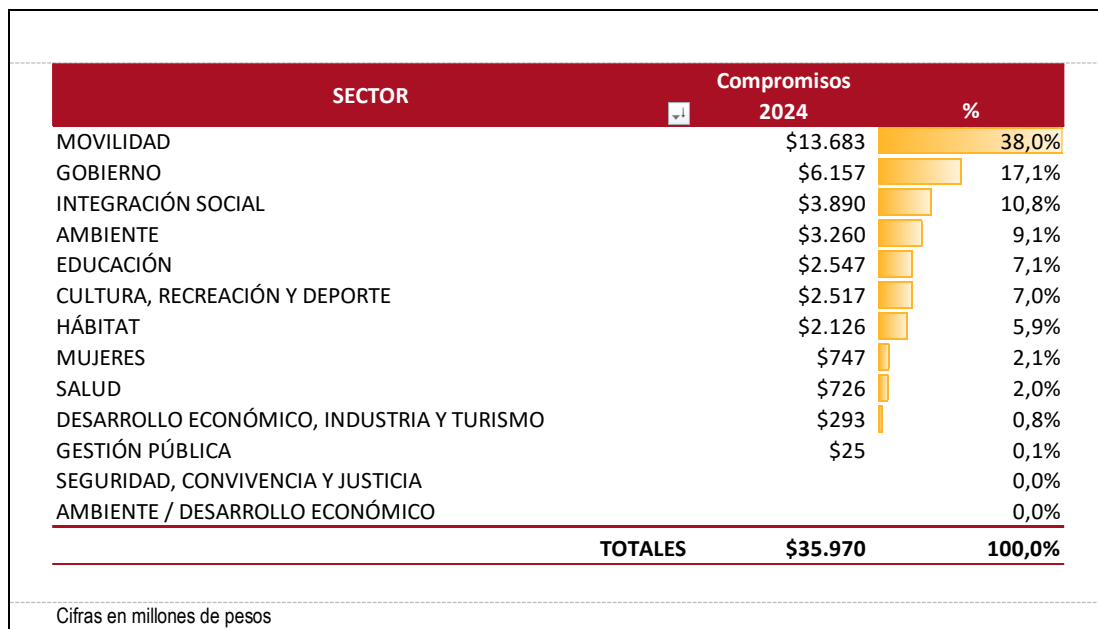 SECTOR Compromisos 2024 %
MOVILIDAD $13.683 38,0%
GOBIERNO $6.157 17,1%
INTEGRACIÓN SOCIAL $3.890 10,8%
AMBIENTE $3.260 9,1%
EDUCACIÓN $2.547 7,1%
CULTURA, RECREACIÓN Y DEPORTE $2.517 7,0%
HÁBITAT $2.126 5,9%
MUJERES $747 2,1%
SALUD $726 2,0%
DESARROLLO ECONÓMICO, INDUSTRIA Y TURISMO $293 0,8%
GESTIÓN PÚBLICA $25 0,1%
SEGURIDAD, CONVIVENCIA Y JUSTICIA 0,0%
AMBIENTE / DESARROLLO ECONÓMICO 0,0%
TOTALES $35.970 100,0%
Cifras en millones de pesos